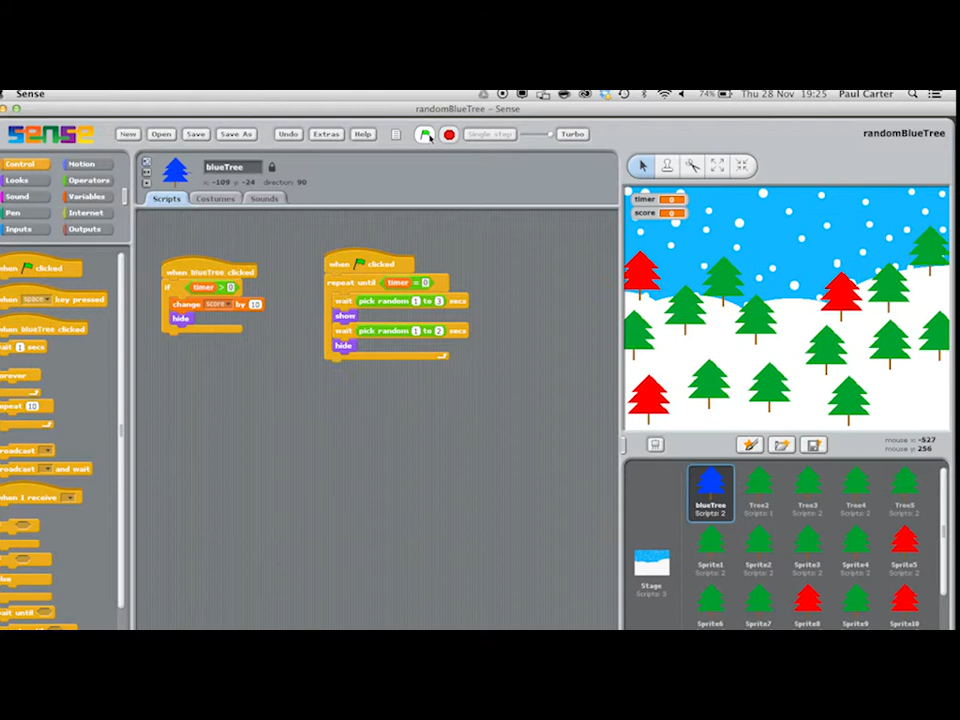 Sense
74%
Thu 28 Nov 19:25
Paul Carter
randomBlueTree - Sense
sense
New
Open
Save
Save As
Undo
Extras
Help
Single step
Turbo
randomBlueTree
Control
Motion
Looks
Operators
Sound
Variables
Pen
Internet
Inputs
Outputs
blueTree
x: -109 y: -24 direction: 90
Scripts
Costumes
Sounds
when clicked
when space key pressed
when blueTree clicked
wait 1 secs
forever
repeat 10
broadcast
broadcast and wait
when I receive
else
wait until
when blueTree clicked
if timer > 0
change score by 10
hide
when clicked
repeat until timer = 0
wait pick random 1 to 3 secs
show
wait pick random 1 to 2 secs
hide
timer 0
score 0
mouse x: -527
mouse y: 256
Stage
Scripts: 3
blueTree
Scripts: 2
Tree2
Scripts: 1
Tree3
Scripts: 2
Tree4
Scripts: 2
Tree5
Scripts: 2
Sprite1
Scripts: 2
Sprite2
Scripts: 2
Sprite3
Scripts: 2
Sprite4
Scripts: 2
Sprite5
Scripts: 2
Sprite6
Sprite7
Sprite8
Sprite9
Sprite10